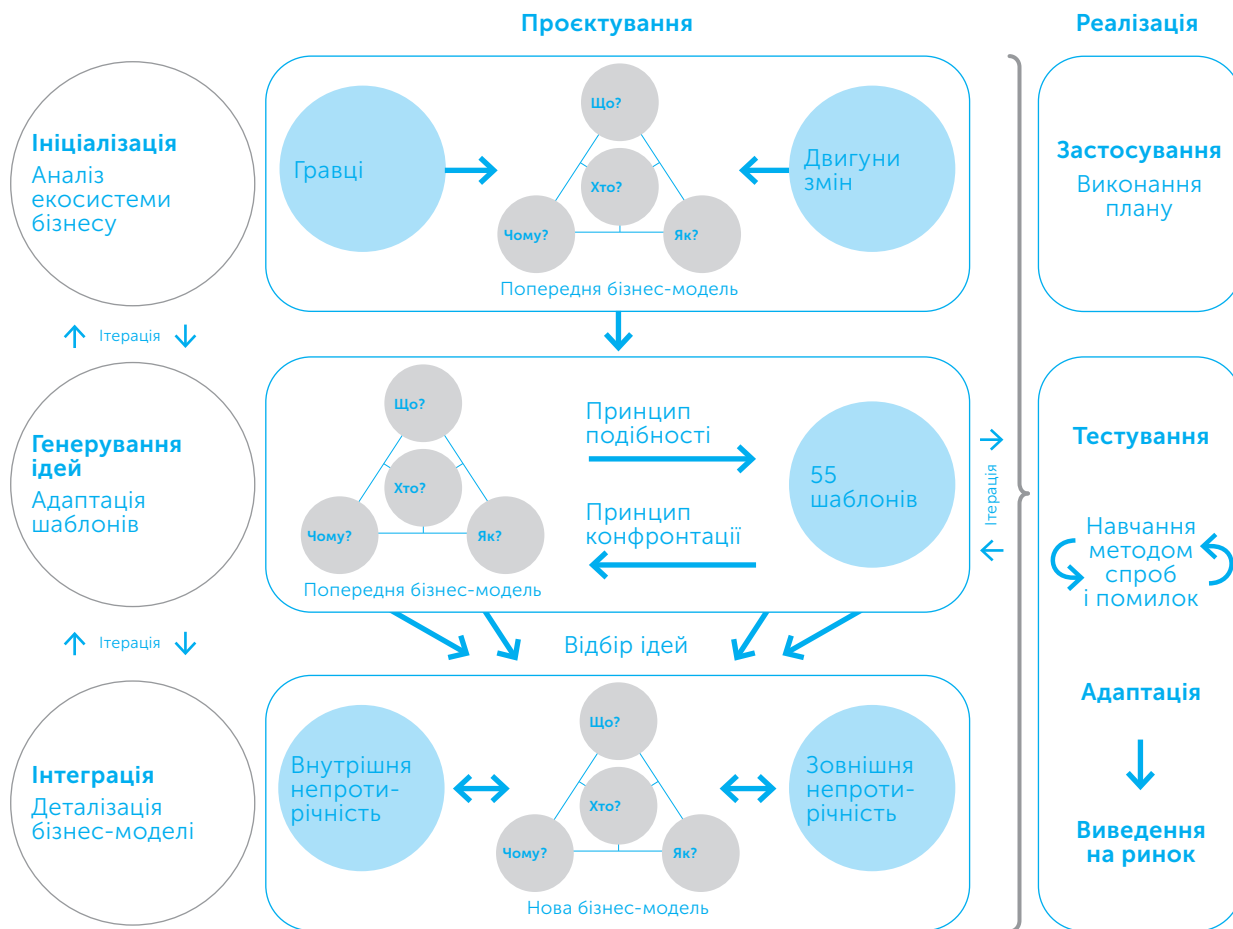 Проєктування
Реалізація
Ініціалізація
Аналіз
екосистеми
бізнесу
Гравці
Що?
Хто?
Чому?
Як?
Попередня бізнес-модель
Двигуни
змін
Застосування
Виконання
плану
Ітерація
Генерування
ідей
Адаптація
шаблонів
Що?
Хто?
Чому?
Як?
Попередня бізнес-модель
Принцип
подібності
Принцип
конфронтації
55
шаблонів
Ітерація
Тестування
Навчання
методом
спроб
і помилок
Ітерація
Відбір ідей
Інтеграція
Деталізація
бізнес-моделі
Внутрішня
непроти-
річність
Що?
Хто?
Чому?
Як?
Нова бізнес-модель
Зовнішня
непроти-
річність
Адаптація
Виведення
на ринок